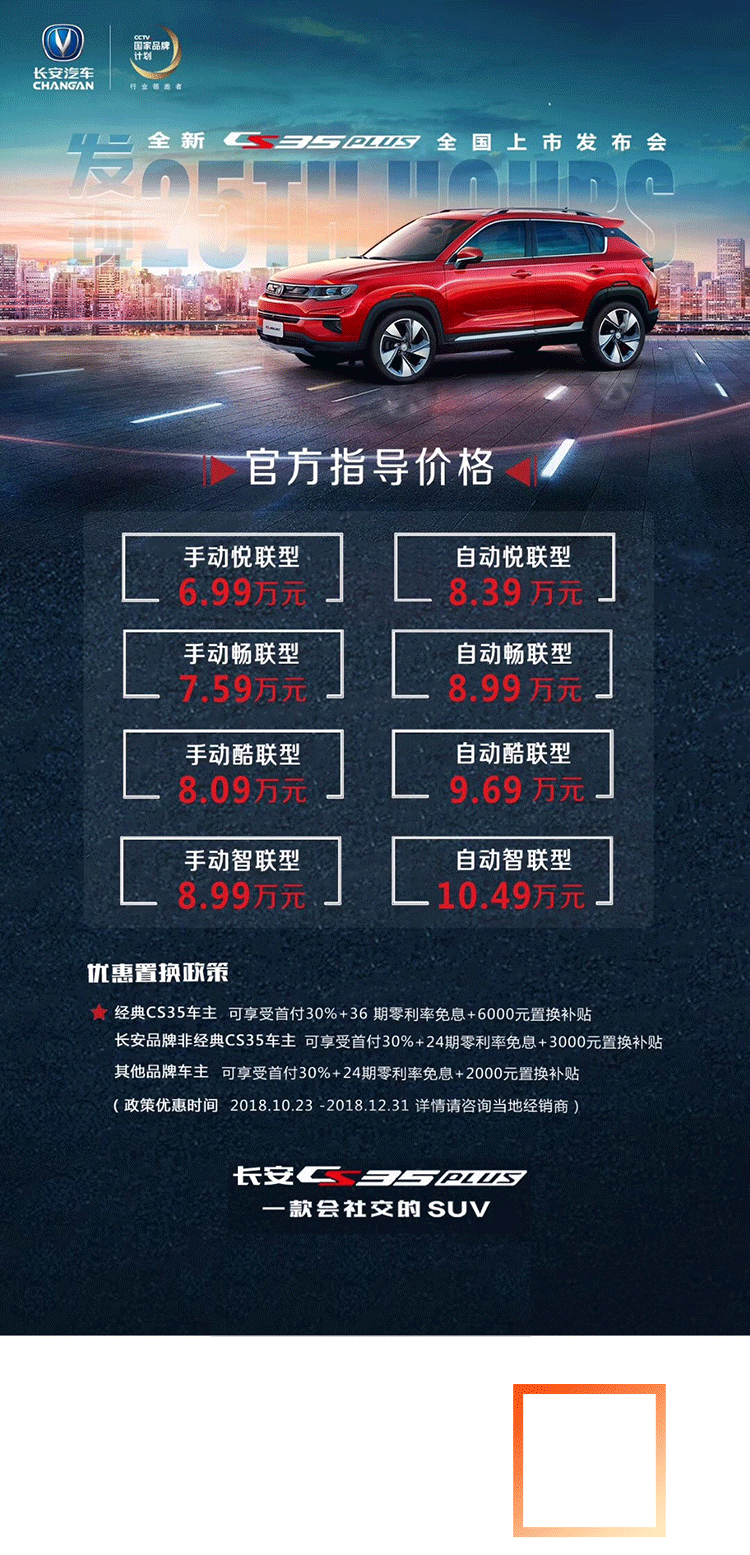 长安汽车
CHANGAN
CCTV
国家品牌
计划
行业领跑者
全新 CS35 PLUS 全国上市发布会
发现 25TH HOURS
官方指导价格
手动悦联型
6.99万元
自动悦联型
8.39 万元
手动畅联型
7.59万元
自动畅联型
8.99 万元
手动酷联型
8.09万元
自动酷联型
9.69 万元
手动智联型
8.99万元
自动智联型
10.49万元
优惠置换政策
经典CS35车主 可享受首付30%+36 期零利率免息+6000元置换补贴
长安品牌非经典CS35车主 可享受首付30%+24期零利率免息+3000元置换补贴
其他品牌车主 可享受首付30%+24期零利率免息+2000元置换补贴
( 政策优惠时间 2018.10.23 -2018.12.31 详情请咨询当地经销商 )
长安CS35 PLUS
一款会社交的 SUV